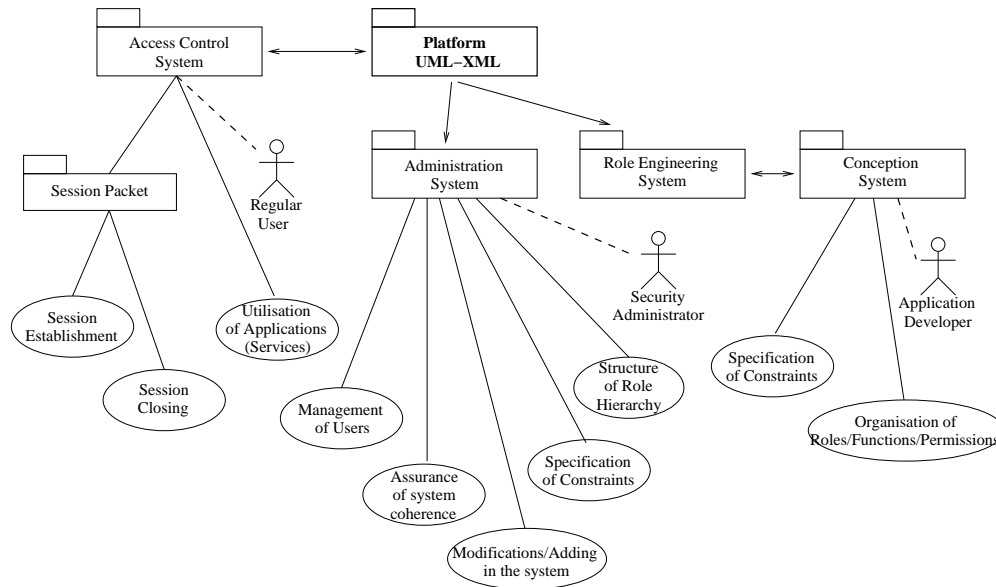 Access Control
System
Platform
UML−XML
Administration
System
Role Engineering
System
Conception
System
Session Packet
Regular
User
Security
Administrator
Application
Developer
Session
Establishment
Utilisation
of Applications
(Services)
Session
Closing
Management
of Users
Structure
of Role
Hierarchy
Specification
of Constraints
Organisation of
Roles/Functions/Permissions
Assurance
of system
coherence
Specification
of Constraints
Modifications/Adding
in the system